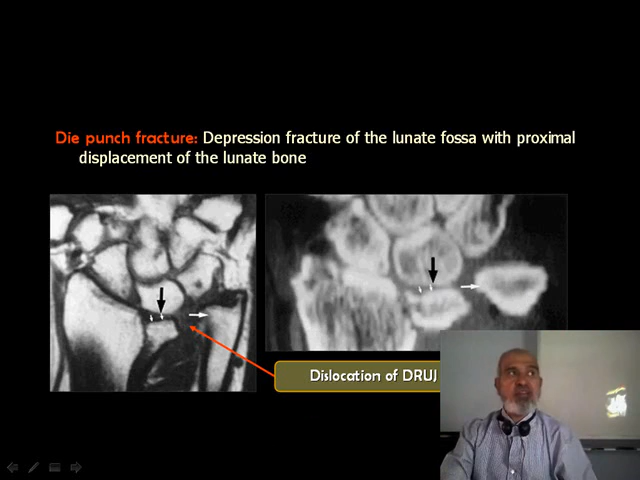 Die punch fracture: Depression fracture of the lunate fossa with proximal
displacement of the lunate bone
Dislocation of DRUJ